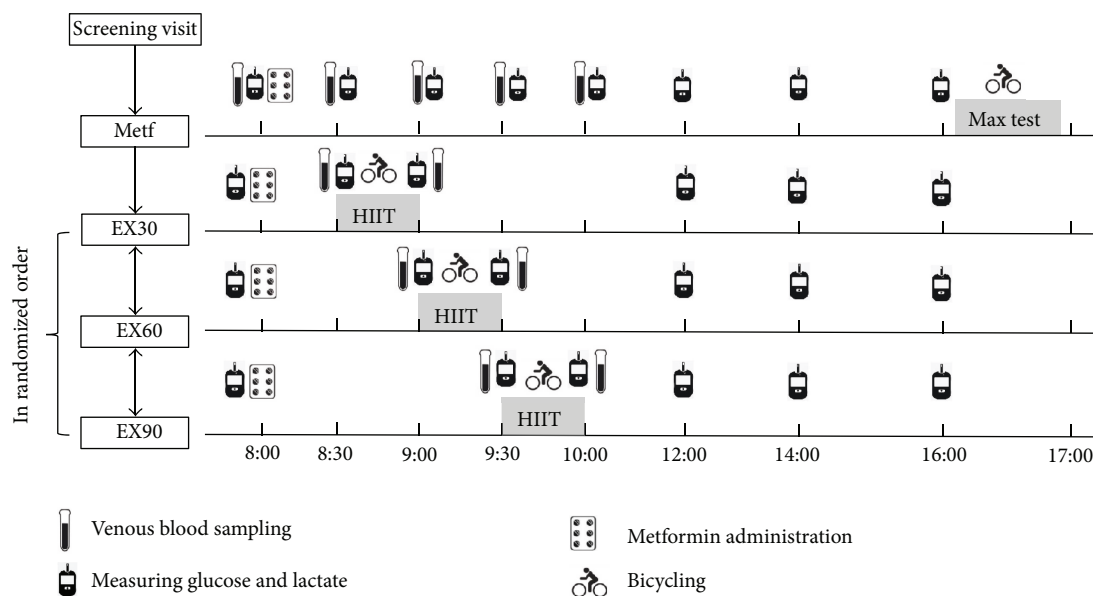 Screening visit
Metf
Max test
EX30
HIIT
In randomized order
EX60
HIIT
EX90
HIIT
8:00 8:30 9:00 9:30 10:00 12:00 14:00 16:00 17:00
Venous blood sampling
Metformin administration
Measuring glucose and lactate
Bicycling